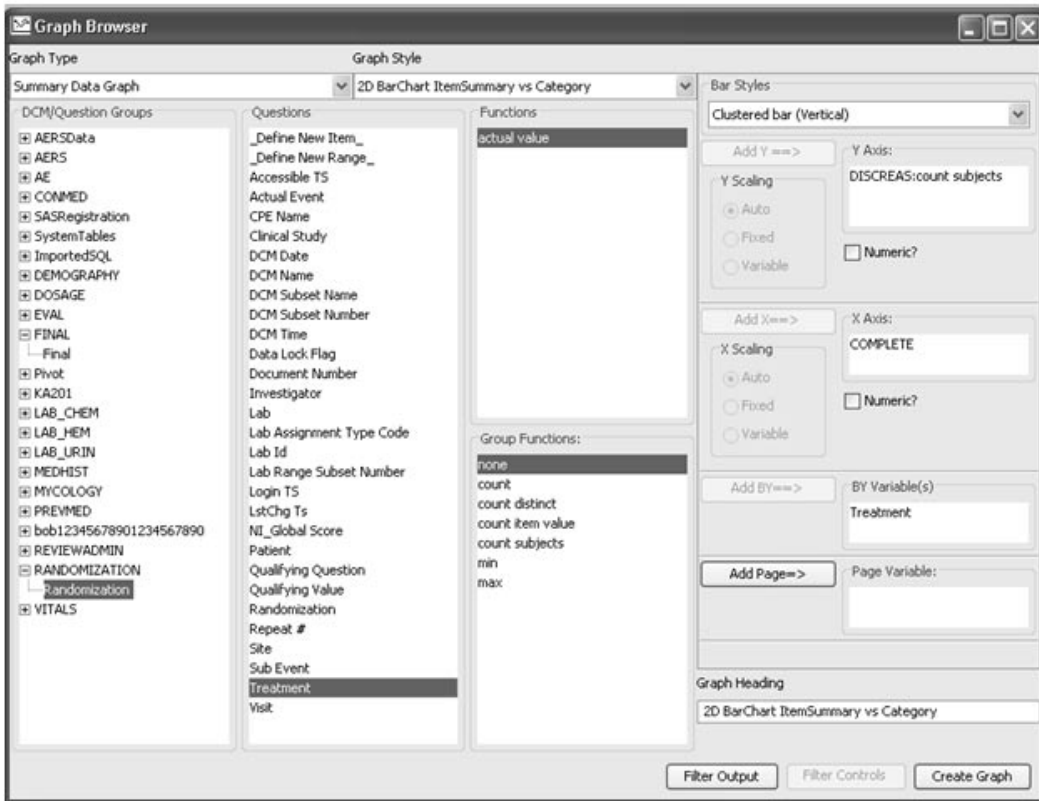 Graph Browser
Graph Type
Graph Style
Summary Data Graph
2D BarChart ItemSummary vs Category
DCM/Question Groups
AERSData
AERS
AE
CONMED
SASRegistration
SystemTables
ImportedSQL
DEMOGRAPHY
DOSAGE
EVAL
FINAL
Final
Pivot
KA201
LAB_CHEM
LAB_HEM
LAB_URIN
MEDHIST
MYCOLOGY
PREVMED
bob12345678901234567890
REVIEWADMIN
RANDOMIZATION
Randomization
VITALS
Questions
_Define New Item_
_Define New Range_
Accessible TS
Actual Event
CPE Name
Clinical Study
DCM Date
DCM Name
DCM Subset Name
DCM Subset Number
DCM Time
Data Lock Flag
Document Number
Investigator
Lab
Lab Assignment Type Code
Lab Id
Lab Range Subset Number
Login TS
LstChg Ts
NI_Global Score
Patient
Qualifying Question
Qualifying Value
Randomization
Repeat #
Site
Sub Event
Treatment
Visit
Functions
actual value
Group Functions:
none
count
count distinct
count item value
count subjects
min
max
Bar Styles
Clustered bar (Vertical)
Add Y ==>
Y Scaling
Auto
Fixed
Variable
Y Axis:
DISCREAS:count subjects
Numeric?
Add X==>
X Scaling
Auto
Fixed
Variable
X Axis:
COMPLETE
Numeric?
Add BY==>
BY Variable(s)
Treatment
Add Page=>
Page Variable:
Graph Heading
2D BarChart ItemSummary vs Category
Filter Output
Filter Controls
Create Graph